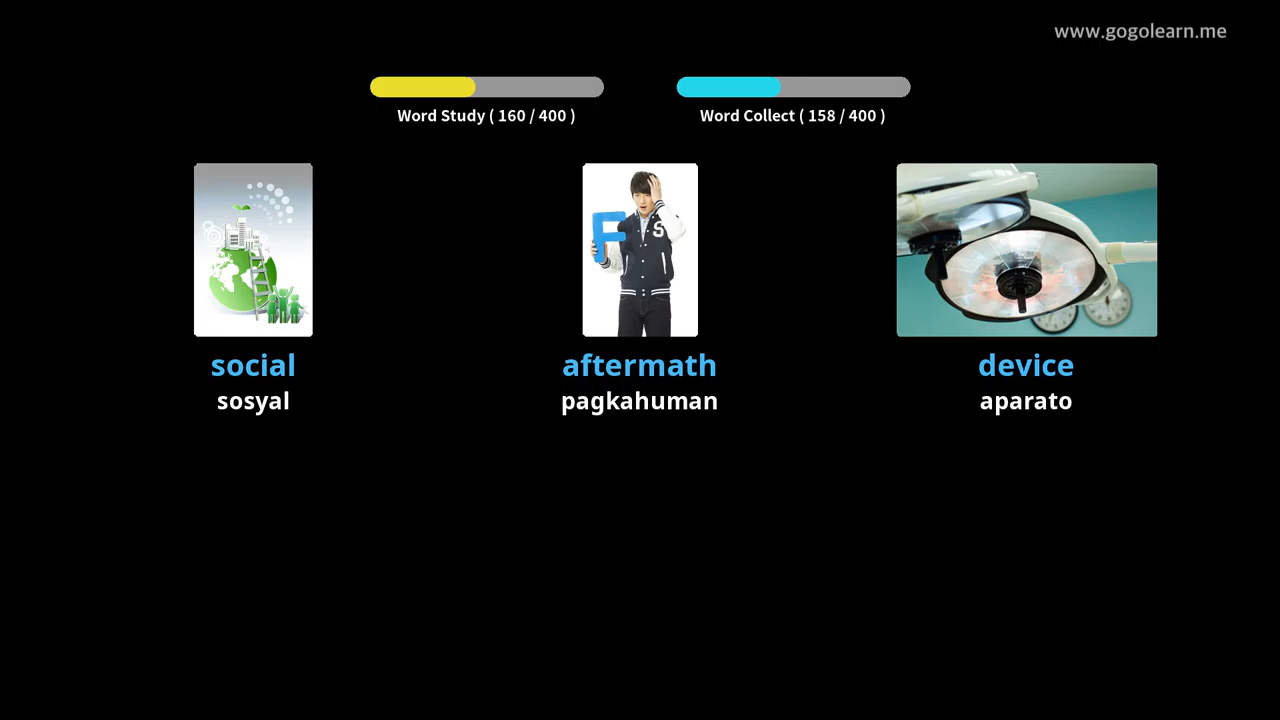 www.gogolearn.me
Word Study ( 160 / 400 )
Word Collect ( 158 / 400 )
F
S
social
aftermath
device
sosyal
pagkahuman
aparato